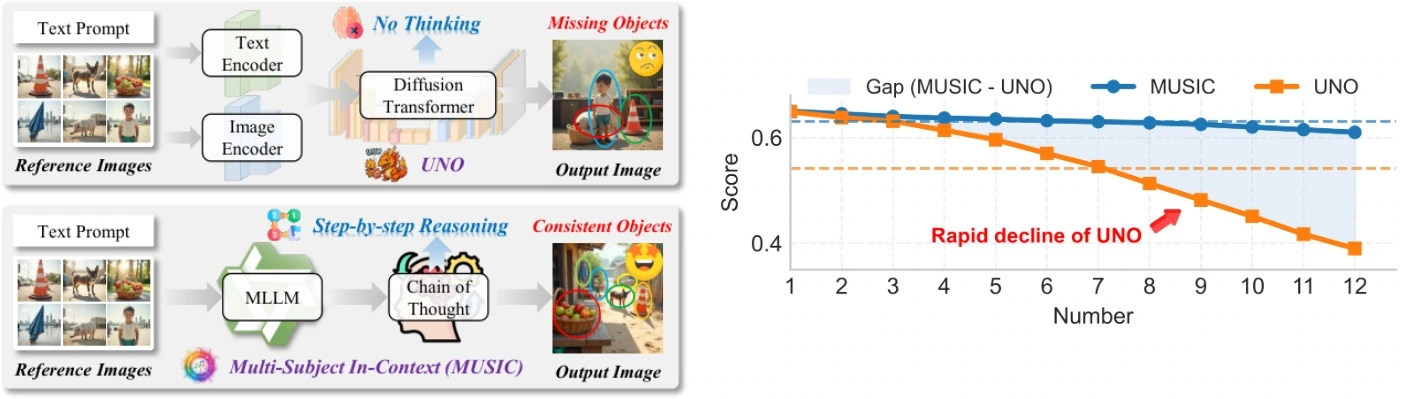 Text Prompt
Reference Images
Text
Encoder
Image
Encoder
No Thinking
Diffusion
Transformer
UNO
Missing Objects
Output Image
Text Prompt
Reference Images
MLLM
Step-by-step Reasoning
Chain of
Thought
Multi-Subject In-Context (MUSIC)
Consistent Objects
Output Image
Gap (MUSIC - UNO) MUSIC UNO
Score
0.6
0.4
Rapid decline of UNO
1 2 3 4 5 6 7 8 9 10 11 12
Number